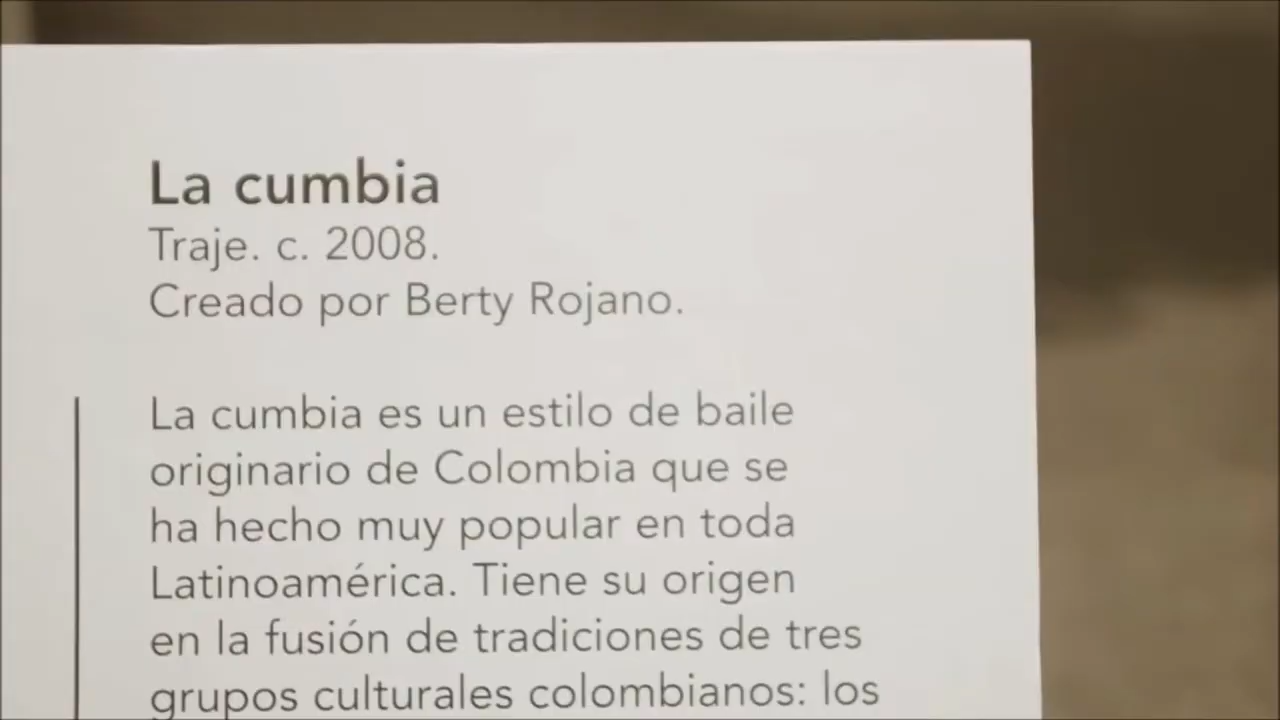 La cumbia
Traje. c. 2008.
Creado por Berty Rojano.
La cumbia es un estilo de baile
originario de Colombia que se
ha hecho muy popular en toda
Latinoamérica. Tiene su origen
en la fusión de tradiciones de tres
grupos culturales colombianos: los